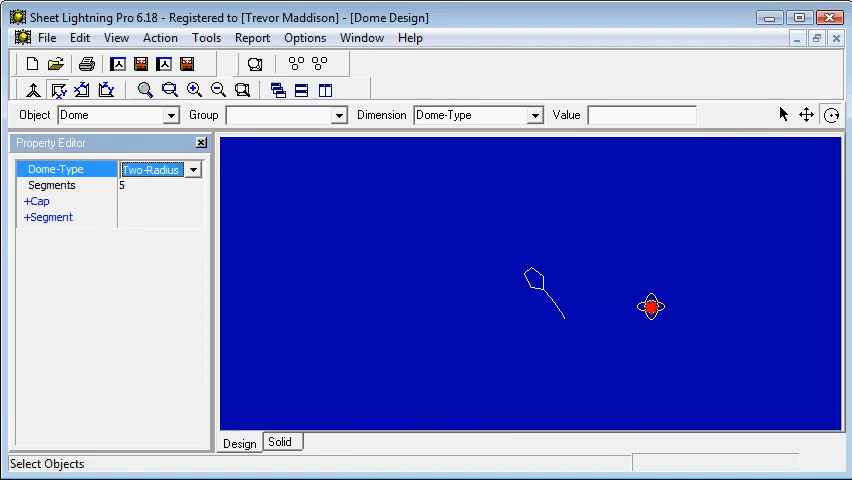 Sheet Lightning Pro 6.18 - Registered to [Trevor Maddison] - [Dome Design]
File Edit View Action Tools Report Options Window Help
Object Dome Group Dimension Dome-Type Value
Property Editor
Dome-Type Two-Radius
Segments 5
+Cap
+Segment
Design Solid
Select Objects